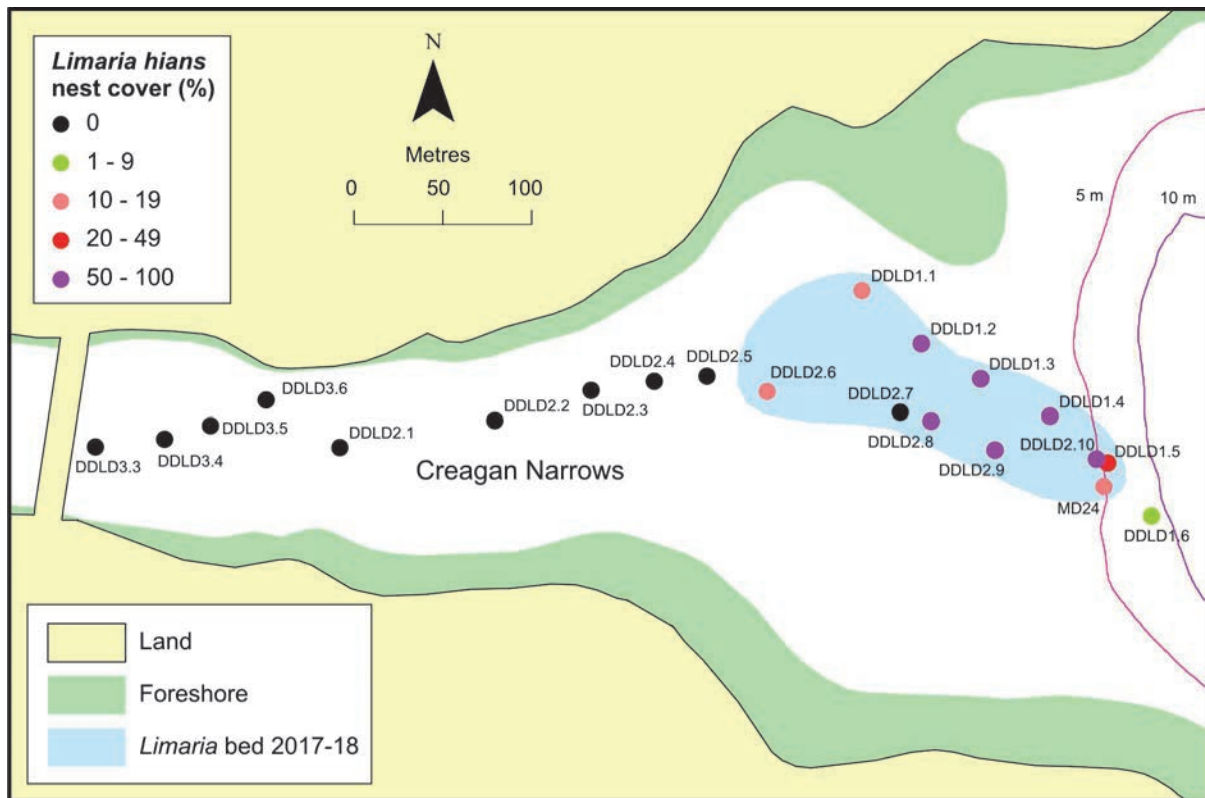 Limaria hians
nest cover (%)
0
1 - 9
10 - 19
20 - 49
50 - 100
N
Metres
0 50 100
5 m
10 m
DDLD1.1
DDLD1.2
DDLD1.3
DDLD1.4
DDLD1.5
DDLD1.6
MD24
DDLD2.10
DDLD2.9
DDLD2.8
DDLD2.7
DDLD2.6
DDLD2.5
DDLD2.4
DDLD2.3
DDLD2.2
DDLD2.1
DDLD3.6
DDLD3.5
DDLD3.4
DDLD3.3
Creagan Narrows
Land
Foreshore
Limaria bed 2017-18